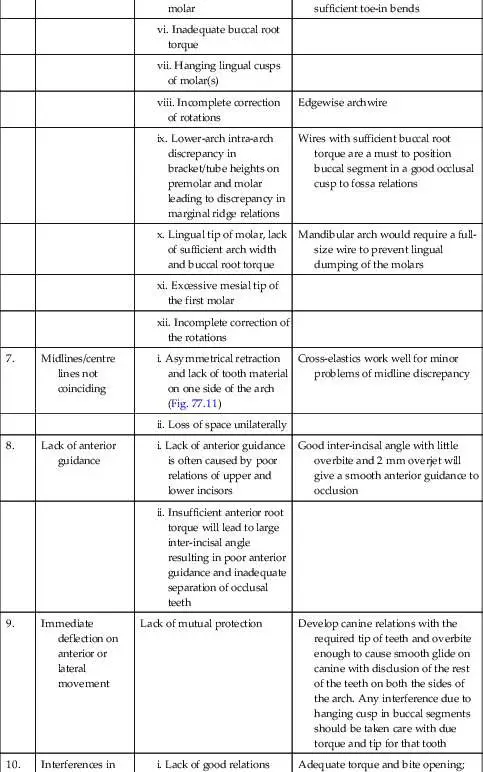 molar
sufficient toe-in bends
vi. Inadequate buccal root
torque
vii. Hanging lingual cusps
of molar(s)
viii. Incomplete correction
of rotations
Edgewise archwire
ix. Lower-arch intra-arch
discrepancy in
bracket/tube heights on
premolar and molar
leading to discrepancy in
marginal ridge relations
Wires with sufficient buccal root
torque are a must to position
buccal segment in a good occlusal
cusp to fossa relations
x. Lingual tip of molar, lack
of sufficient arch width
and buccal root torque
Mandibular arch would require a full-
size wire to prevent lingual
dumping of the molars
xi. Excessive mesial tip of
the first molar
xii. Incomplete correction of
the rotations
7.
Midlines/centre
lines not
coinciding
i. Asymmetrical retraction
and lack of tooth material
on one side of the arch
(Fig. 77.11)
Cross-elastics work well for minor
problems of midline discrepancy
ii. Loss of space unilaterally
8.
Lack of anterior
guidance
i. Lack of anterior guidance
is often caused by poor
relations of upper and
lower incisors
Good inter-incisal angle with little
overbite and 2 mm overjet will
give a smooth anterior guidance to
occlusion
ii. Insufficient anterior root
torque will lead to large
inter-incisal angle
resulting in poor anterior
guidance and inadequate
separation of occlusal
teeth
9.
Immediate
deflection on
anterior or
lateral
movement
Lack of mutual protection
Develop canine relations with the
required tip of teeth and overbite
enough to cause smooth glide on
canine with disclusion of the rest
of the teeth on both the sides of
the arch. Any interference due to
hanging cusp in buccal segments
should be taken care with due
torque and tip for that tooth
10.
Interferences in
i. Lack of good relations
Adequate torque and bite opening;